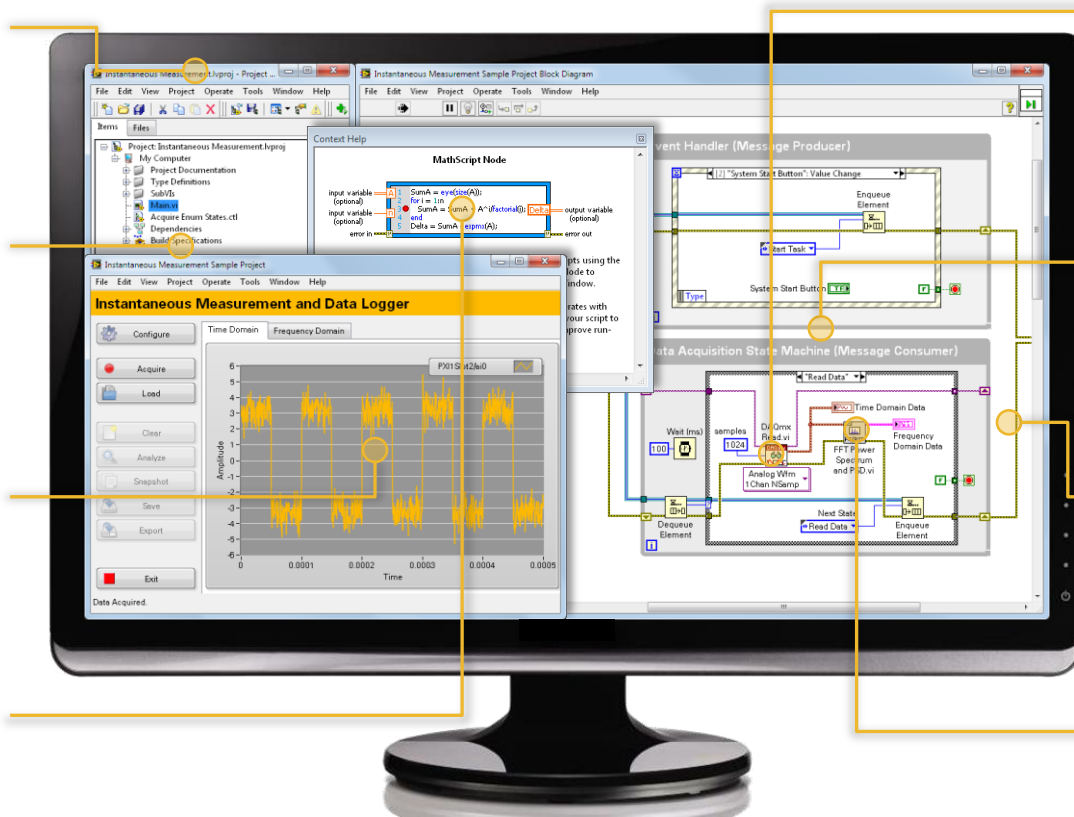 Instantaneous Measurement.lvproj - Project ...
File Edit View Project Operate Tools Window Help
Items Files
Project: Instantaneous Measurement.lvproj
My Computer
Project Documentation
Type Definitions
SubVIs
Main.vi
Acquire Enum States.ctl
Dependencies
Build Specifications
Instantaneous Measurement Sample Project Block Diagram
File Edit View Project Operate Tools Window Help
vent Handler (Message Producer)
[2] "System Start Button": Value Change
Enqueue
Element
Start Task
System Start Button
TF
F
Type
i
Data Acquisition State Machine (Message Consumer)
"Read Data"
Time Domain Data
Wait (ms)
100
samples
1024
DAQmx
Read.vi
Analog Wfm
1Chan NSamp
FFT Power
Spectrum
and PSD.vi
Frequency
Domain Data
F
Dequeue
Element
Next State
Read Data
Enqueue
Element
i
Context Help
MathScript Node
input variable
(optional)
input variable
(optional)
error in
A
n
1 SumA = eye(size(A));
2 for i = 1:n
3 SumA = SumA + A^i/factorial(i);
4 end
5 Delta = SumA - expm(A);
Delta
output variable
(optional)
error out
pts using the
Node to
indow.
rates with
your script to
prove run-
Instantaneous Measurement Sample Project
File Edit View Project Operate Tools Window Help
Instantaneous Measurement and Data Logger
Configure
Acquire
Load
Clear
Analyze
Snapshot
Save
Export
Exit
Data Acquired.
Time Domain Frequency Domain
PXI1Slot2/ai0
Amplitude
6
5
4
3
2
1
0
-1
-2
-3
-4
-5
-6
0 0.0001 0.0002 0.0003 0.0004 0.0005
Time